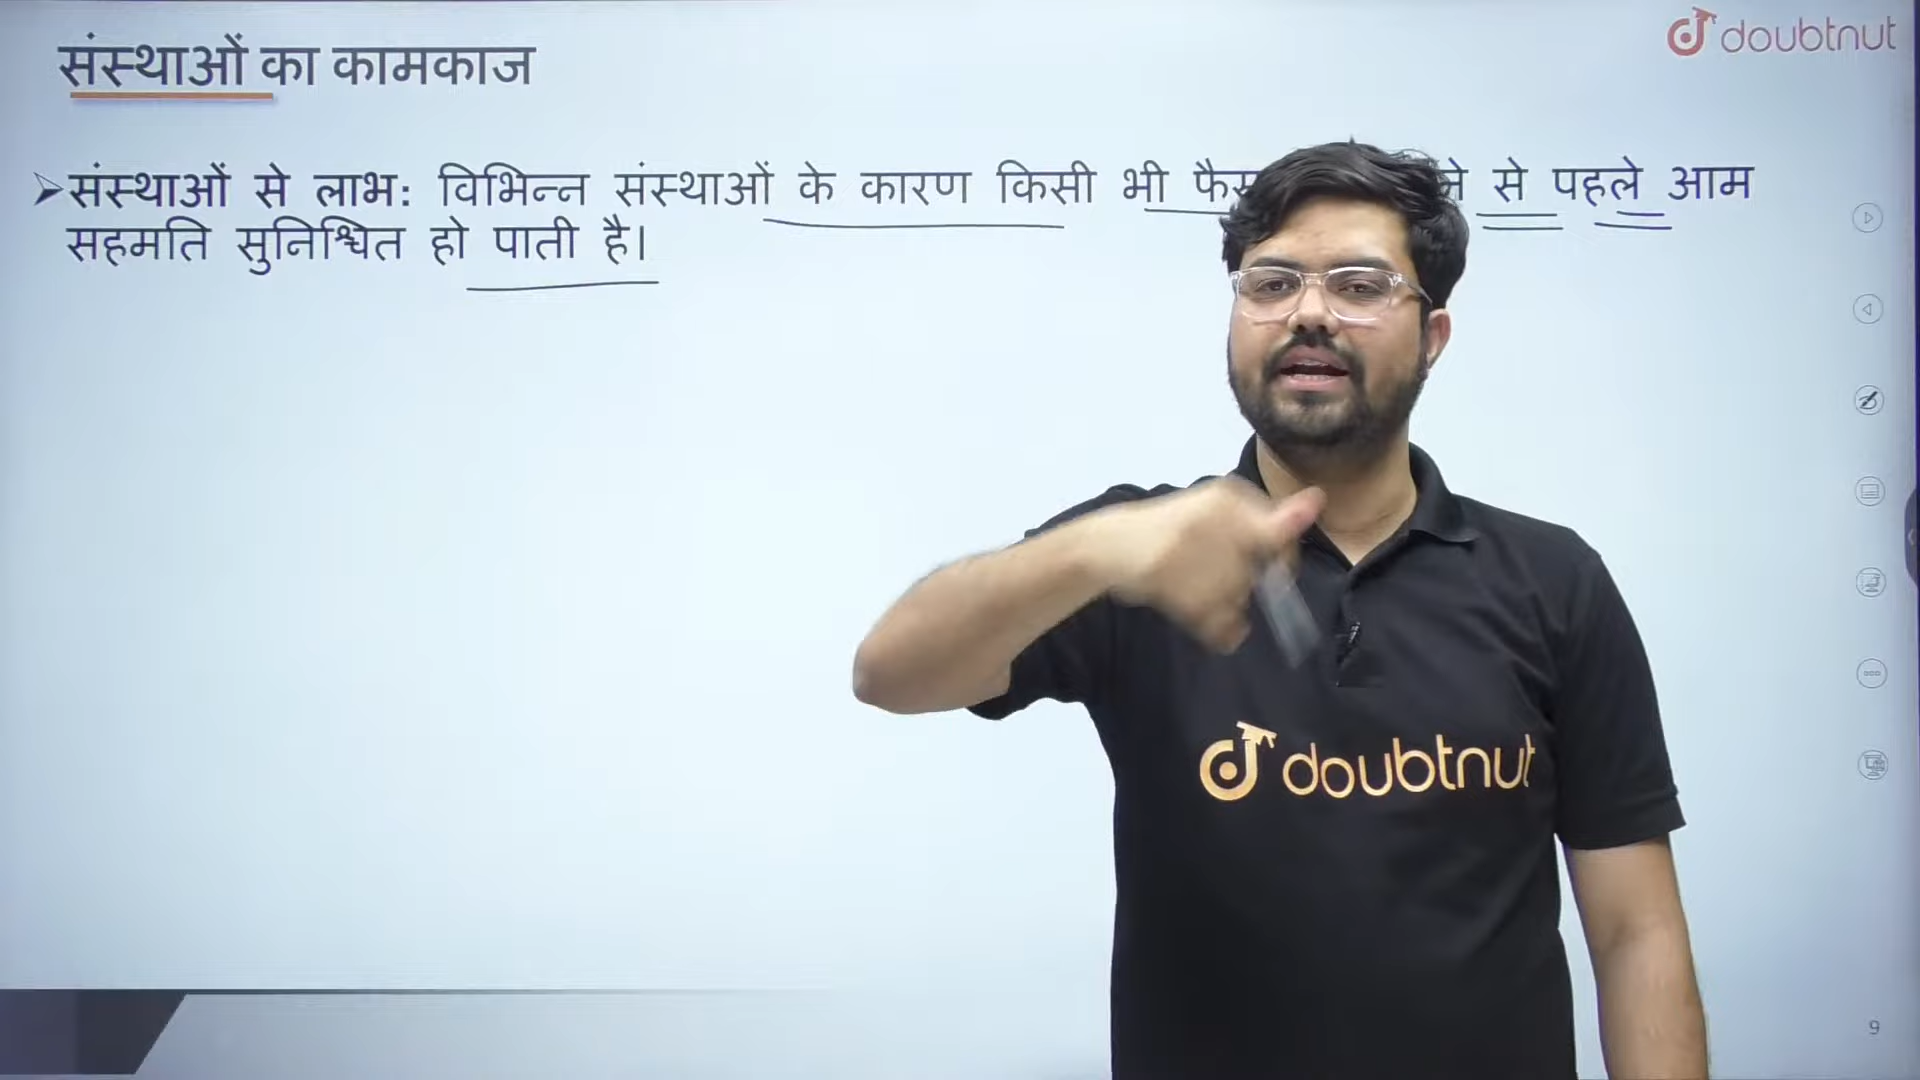 doubtnut
संस्थाओं का कामकाज
➤संस्थाओं से लाभ: विभिन्न संस्थाओं के कारण किसी भी से पहले आम
सहमति सुनिश्चित हो पाती है।
doubtnut
9